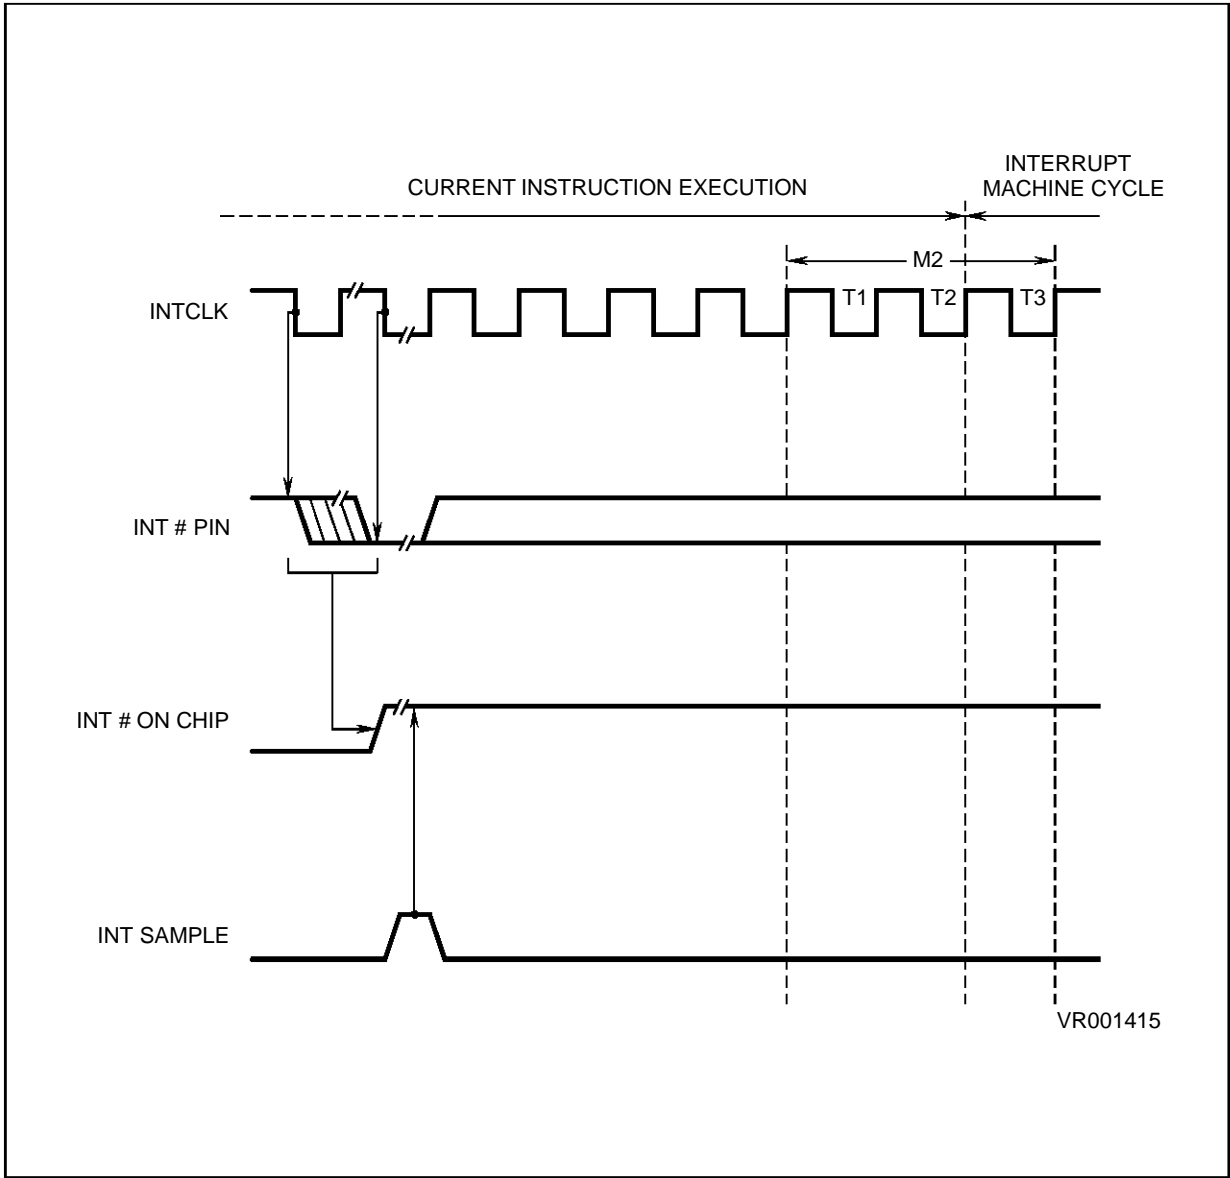 INTERRUPT
CURRENT INSTRUCTION EXECUTION
MACHINE CYCLE
M2
INTCLK
T1
T2
T3
INT # PIN
INT # ON CHIP
INT SAMPLE
VR001415